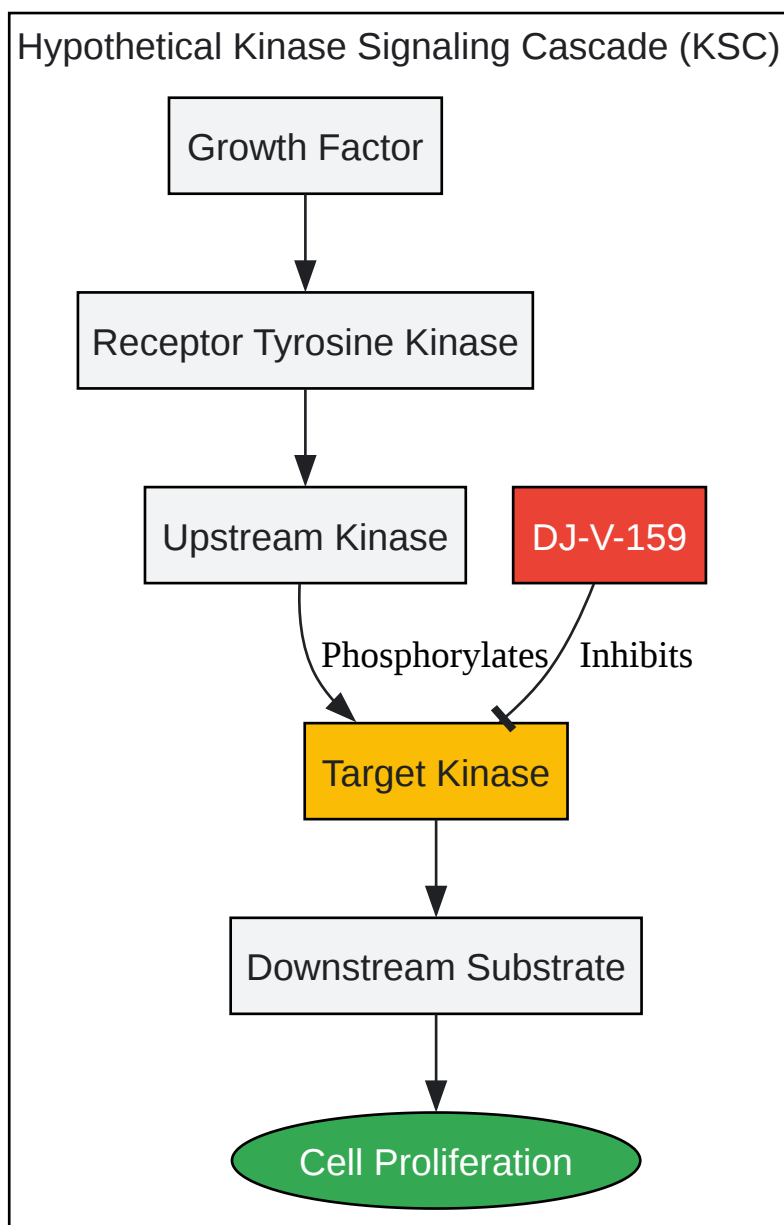 Hypothetical Kinase Signaling Cascade (KSC)
Growth Factor
Receptor Tyrosine Kinase
Upstream Kinase
DJ-V-159
Phosphorylates
Inhibits
Target Kinase
Downstream Substrate
Cell Proliferation